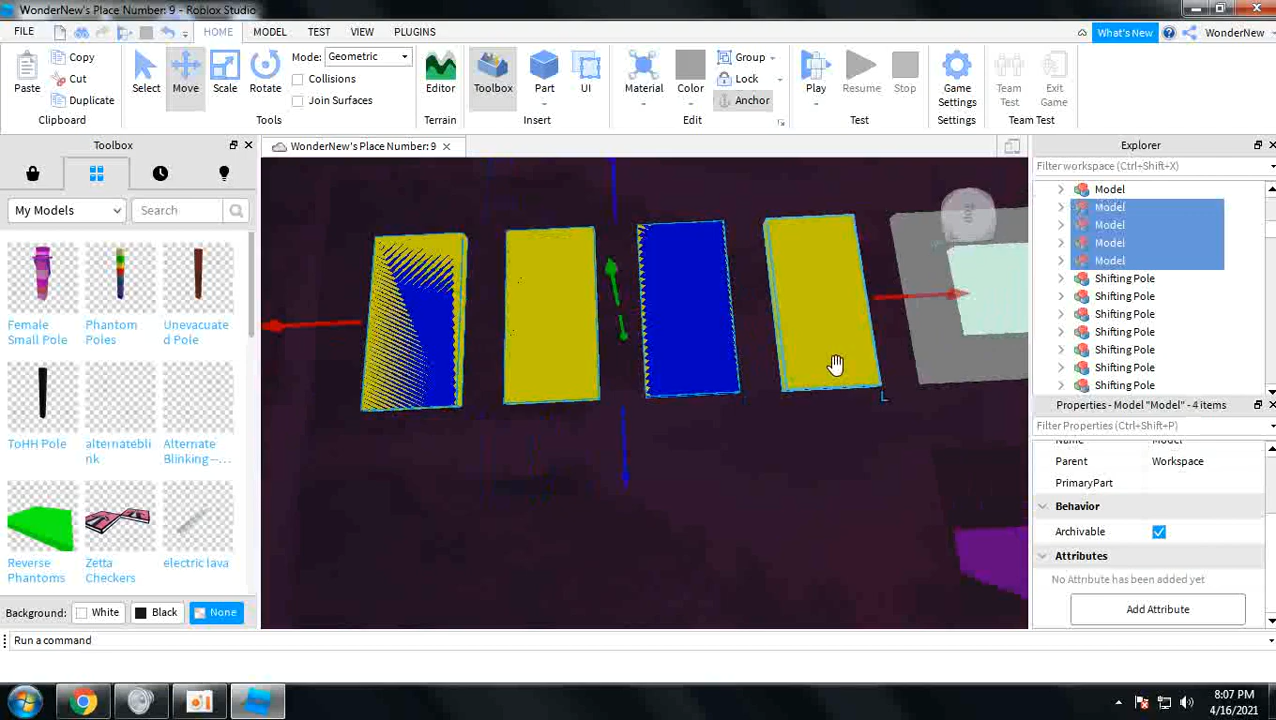 WonderNew's Place Number: 9 - Roblox Studio
FILE
HOME
MODEL
TEST
VIEW
PLUGINS
What's New
WonderNew
Paste
Copy
Cut
Duplicate
Clipboard
Select
Move
Scale
Rotate
Mode: Geometric
Collisions
Join Surfaces
Tools
Editor
Terrain
Toolbox
Part
UI
Insert
Material
Color
Group
Lock
Anchor
Edit
Play
Resume
Stop
Test
Game
Settings
Settings
Team
Test
Exit
Game
Team Test
Toolbox
My Models
Search
Female
Small Pole
Phantom
Poles
Unevacuate
d Pole
ToHH Pole
alternatebli
nk
Alternate
Blinking --...
Reverse
Phantoms
Zetta
Checkers
electric lava
Background:
White
Black
None
WonderNew's Place Number: 9
L
Explorer
Filter workspace (Ctrl+Shift+X)
Model
Model
Model
Model
Model
Shifting Pole
Shifting Pole
Shifting Pole
Shifting Pole
Shifting Pole
Shifting Pole
Shifting Pole
Properties - Model "Model" - 4 items
Filter Properties (Ctrl+Shift+P)
Name Model
Parent Workspace
PrimaryPart
Behavior
Archivable
Attributes
No Attribute has been added yet
Add Attribute
Run a command
8:07 PM
4/16/2021